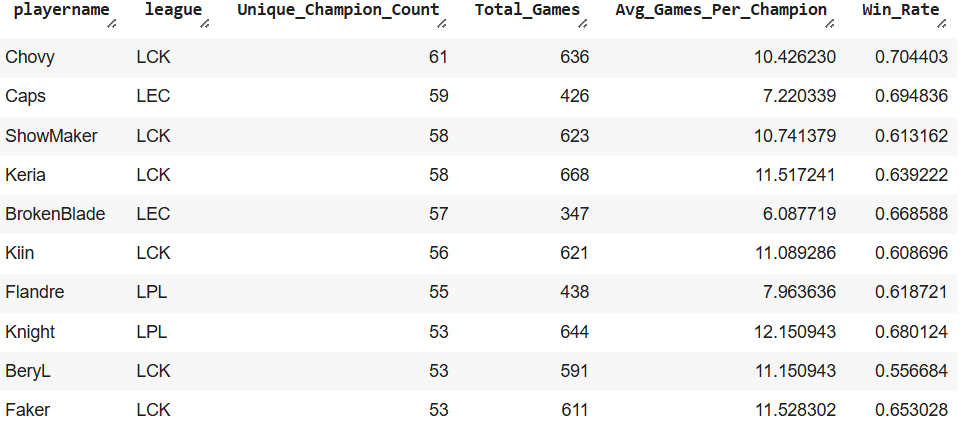 playername league Unique_Champion_Count Total_Games Avg_Games_Per_Champion Win_Rate
Chovy LCK 61 636 10.426230 0.704403
Caps LEC 59 426 7.220339 0.694836
ShowMaker LCK 58 623 10.741379 0.613162
Keria LCK 58 668 11.517241 0.639222
BrokenBlade LEC 57 347 6.087719 0.668588
Kiin LCK 56 621 11.089286 0.608696
Flandre LPL 55 438 7.963636 0.618721
Knight LPL 53 644 12.150943 0.680124
BeryL LCK 53 591 11.150943 0.556684
Faker LCK 53 611 11.528302 0.653028